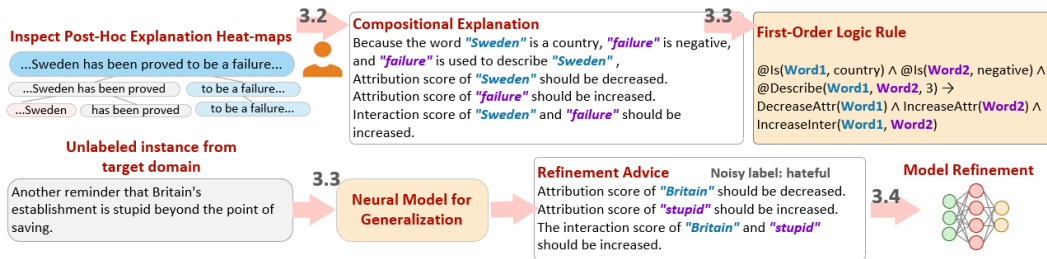 3.2
3.3
Inspect Post-Hoc Explanation Heat-maps
...Sweden has been proved to be a failure...
...Sweden has been proved
to be a failure...
...Sweden
has been proved
to be a failure...
Compositional Explanation
Because the word "Sweden" is a country, "failure" is negative,
and "failure" is used to describe "Sweden" ,
Attribution score of "Sweden" should be decreased.
Attribution score of "failure" should be increased.
Interaction score of "Sweden" and "failure" should be
increased.
First-Order Logic Rule
@Is(Word1, country) ∧ @Is(Word2, negative) ∧
@Describe(Word1, Word2, 3) →
DecreaseAttr(Word1) ∧ IncreaseAttr(Word2) ∧
IncreaseInter(Word1, Word2)
Unlabeled instance from
target domain
Another reminder that Britain's
establishment is stupid beyond the point of
saving.
3.3
Neural Model for
Generalization
Refinement Advice
Noisy label: hateful
Attribution score of "Britain" should be decreased.
Attribution score of "stupid" should be increased.
The interaction score of "Britain" and "stupid"
should be increased.
3.4
Model Refinement